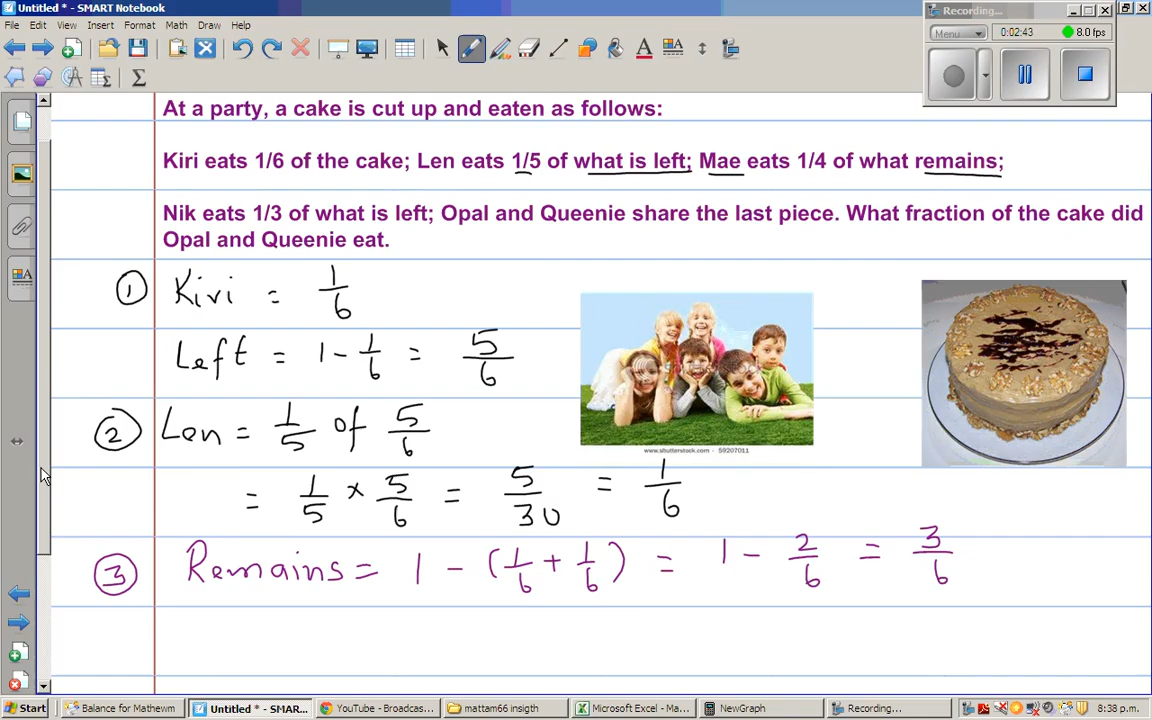 Untitled * - SMART Notebook
File Edit View Insert Format Math Draw Help
Recording...
Menu 0:02:43 8.0 fps
At a party, a cake is cut up and eaten as follows:
Kiri eats 1/6 of the cake; Len eats 1/5 of what is left; Mae eats 1/4 of what remains;
Nik eats 1/3 of what is left; Opal and Queenie share the last piece. What fraction of the cake did
Opal and Queenie eat.
① Kiri = 1/6
Left = 1 - 1/6 = 5/6
② Len = 1/5 of 5/6
= 1/5 × 5/6 = 5/30 = 1/6
www.shutterstock.com · 59207011
③ Remains = 1 - (1/6 + 1/6) = 1 - 2/6 = 3/6
Start Balance for Mathewm Untitled * - SMAR... YouTube - Broadcas... mattam66 insigth Microsoft Excel - Ma... NewGraph Recording... 8:38 p.m.